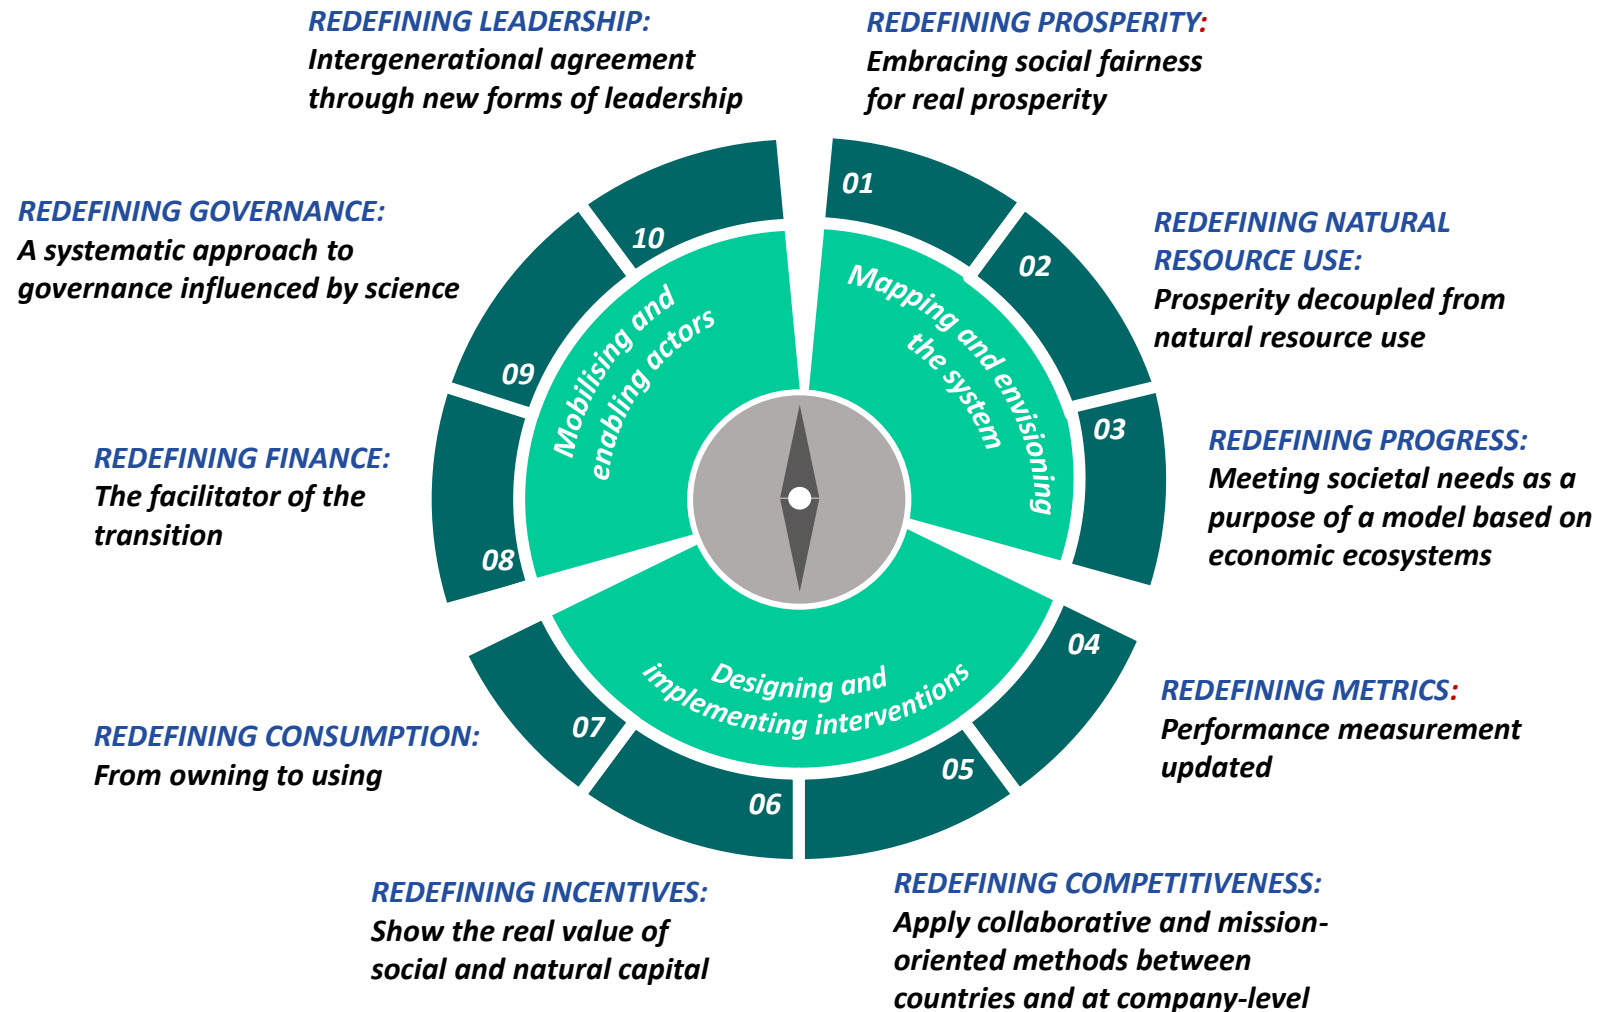 REDEFINING LEADERSHIP:
Intergenerational agreement
through new forms of leadership
REDEFINING PROSPERITY:
Embracing social fairness
for real prosperity
REDEFINING GOVERNANCE:
A systematic approach to
governance influenced by science
REDEFINING NATURAL
RESOURCE USE:
Prosperity decoupled from
natural resource use
REDEFINING FINANCE:
The facilitator of the
transition
REDEFINING PROGRESS:
Meeting societal needs as a
purpose of a model based on
economic ecosystems
REDEFINING CONSUMPTION:
From owning to using
REDEFINING METRICS:
Performance measurement
updated
REDEFINING INCENTIVES:
Show the real value of
social and natural capital
REDEFINING COMPETITIVENESS:
Apply collaborative and mission-
oriented methods between
countries and at company-level
01
02
03
04
05
06
07
08
09
10
Mapping and envisioning
the system
Designing and
implementing interventions
Mobilising and
enabling actors